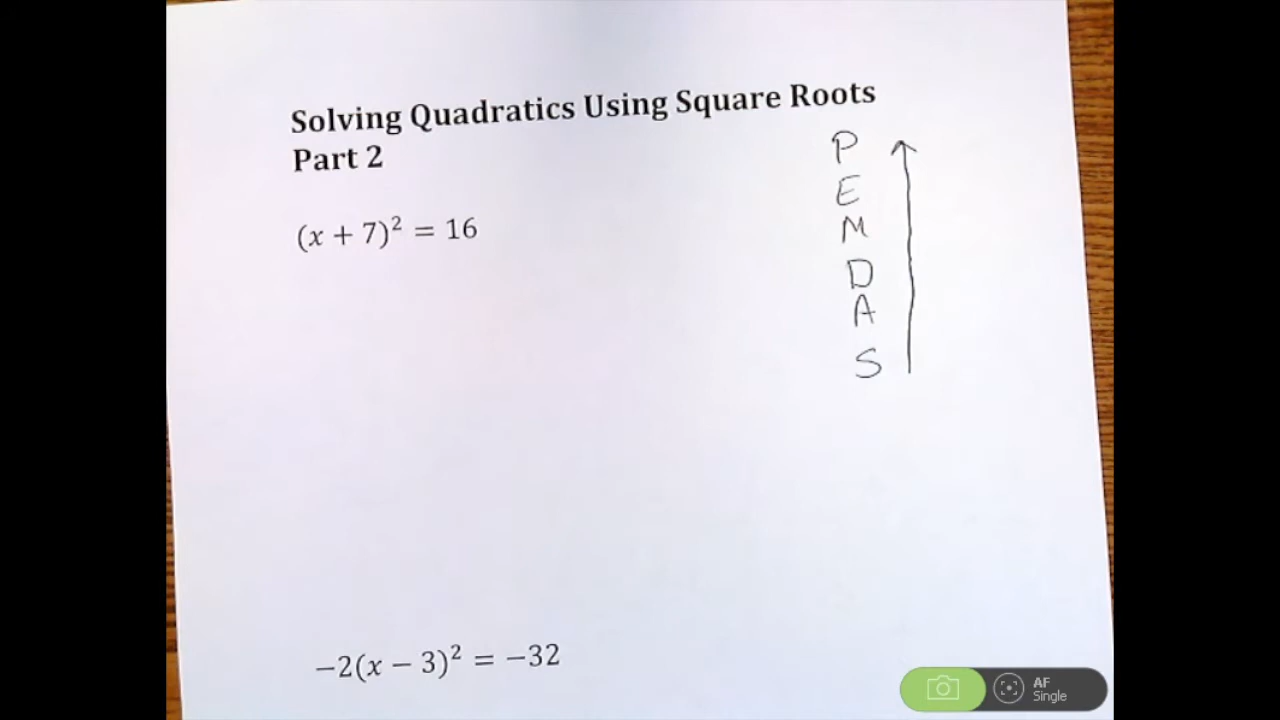 Solving Quadratics Using Square Roots
Part 2
(x + 7)² = 16
P
E
M
D
A
S
−2(x − 3)² = −32
AF
Single